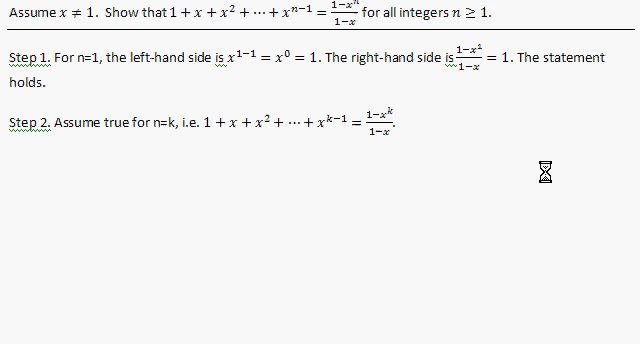 Assume x ≠ 1. Show that 1 + x + x² + ⋯ + xⁿ⁻¹ = (1−xⁿ)/(1−x) for all integers n ≥ 1.
Step 1. For n=1, the left-hand side is x¹⁻¹ = x⁰ = 1. The right-hand side is (1−x¹)/(1−x) = 1. The statement
holds.
Step 2. Assume true for n=k, i.e. 1 + x + x² + ⋯ + xᵏ⁻¹ = (1−xᵏ)/(1−x).